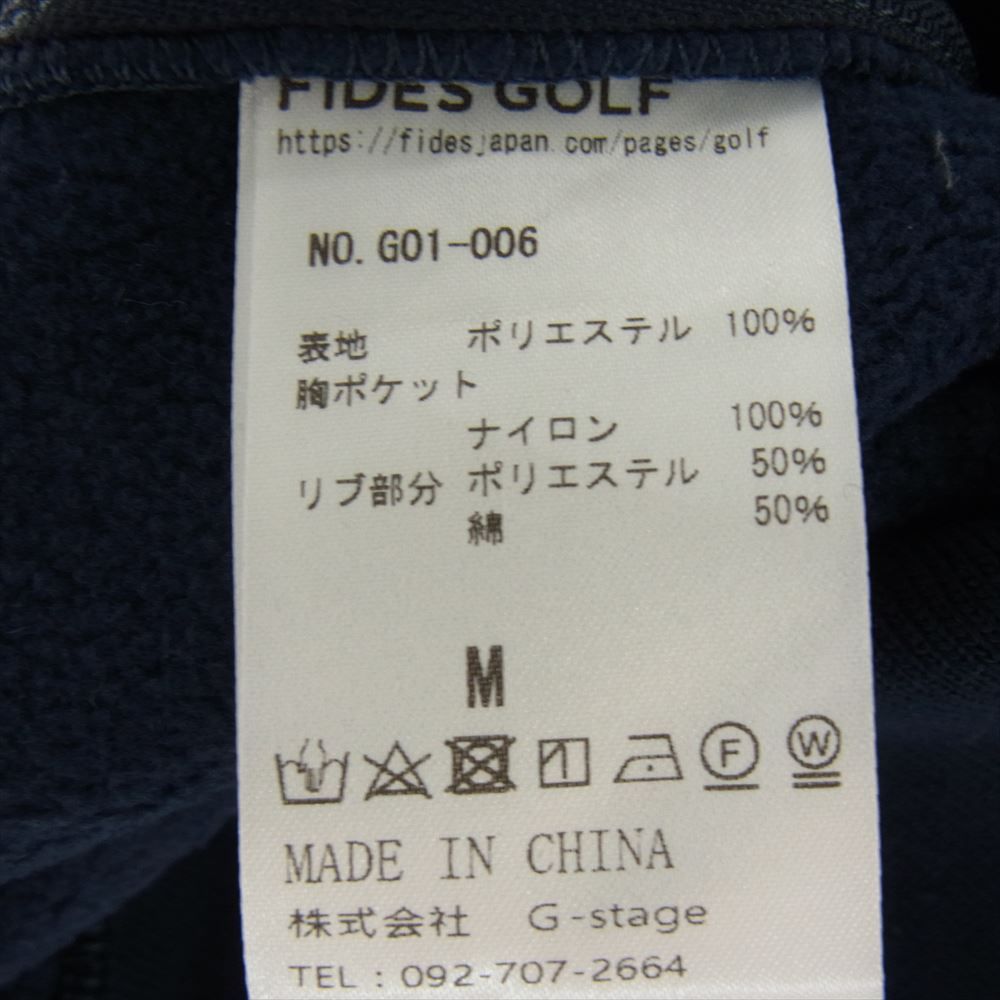 FIDES GOLF
https://fidesjapan.com/pages/golf
NO. G01-006
表地 ポリエステル 100%
胸ポケット
ナイロン 100%
リブ部分 ポリエステル 50%
綿 50%
M
F W
MADE IN CHINA
株式会社 G-stage
TEL : 092-707-2664